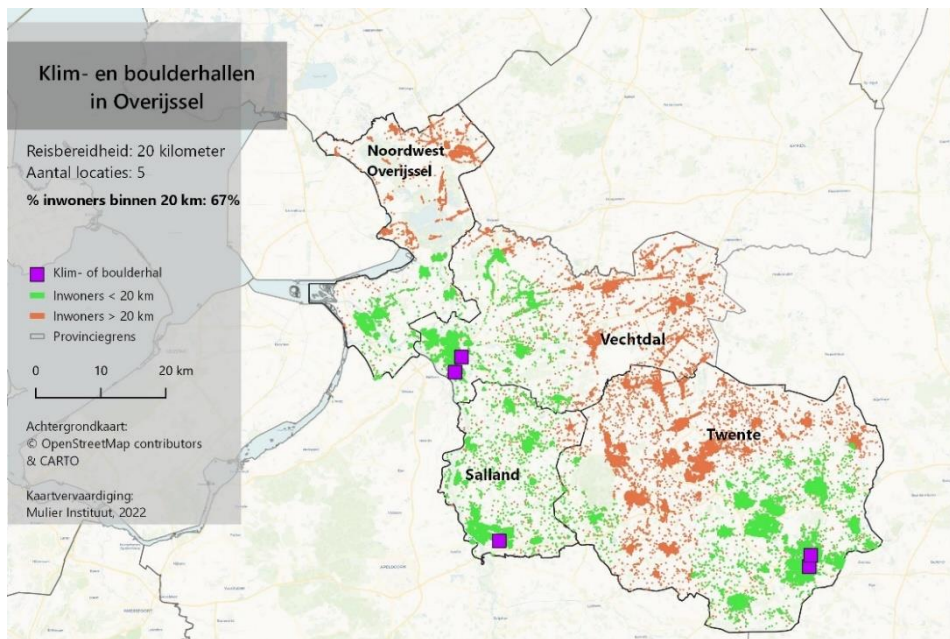 Klim- en boulderhallen
in Overijssel
Reisbereidheid: 20 kilometer
Aantal locaties: 5
% inwoners binnen 20 km: 67%
Klim- of boulderhal
Inwoners < 20 km
Inwoners > 20 km
Provinciegrens
0 10 20 km
Achtergrondkaart:
© OpenStreetMap contributors
& CARTO
Kaartvervaardiging:
Mulier Instituut, 2022
Noordwest
Overijssel
Vechtdal
Twente
Salland